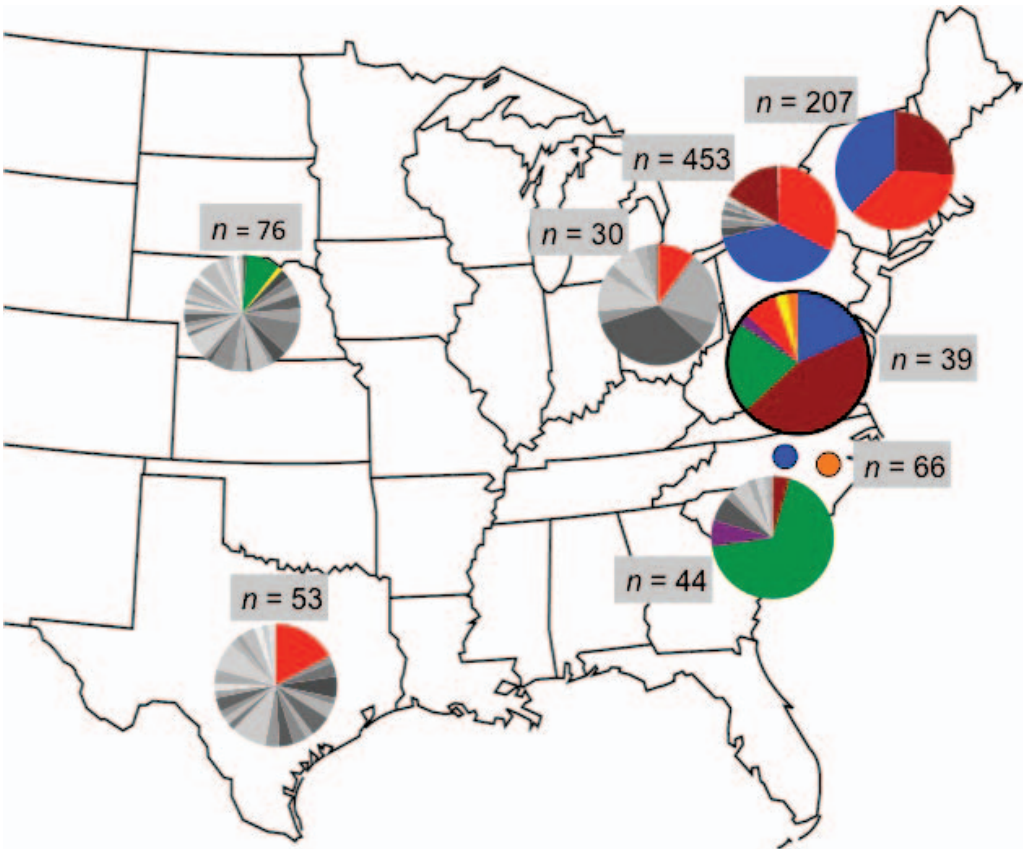 n = 207
n = 453
n = 76
n = 30
n = 39
n = 66
n = 44
n = 53